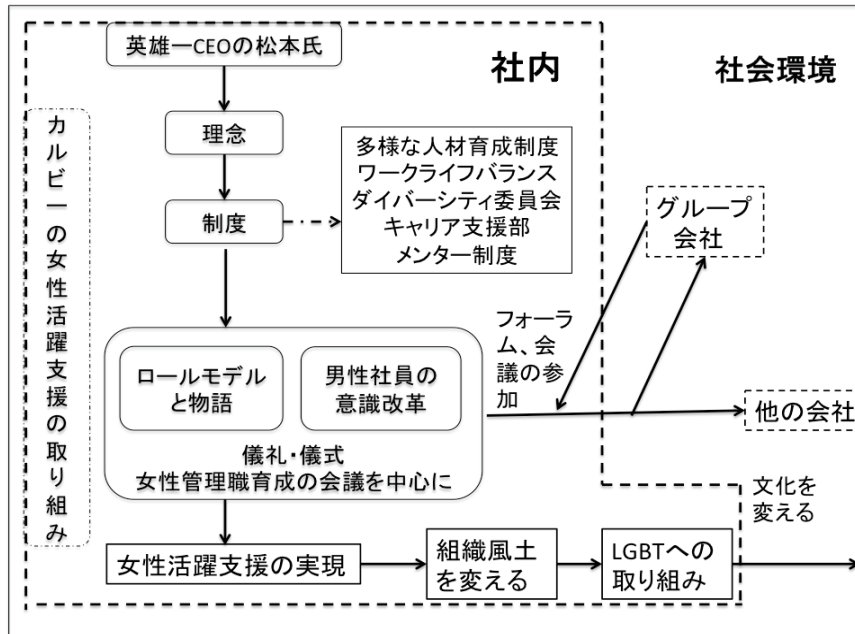 英雄ーCEOの松本氏
社内
社会環境
カルビーの女性活躍支援の取り組み
理念
制度
多様な人材育成制度
ワークライフバランス
ダイバーシティ委員会
キャリア支援部
メンター制度
グループ
会社
フォーラ
ム、会
議の参
加
ロールモデル
と物語
男性社員の
意識改革
儀礼・儀式
女性管理職育成の会議を中心に
他の会社
文化を
変える
女性活躍支援の実現
組織風土
を変える
LGBTへの
取り組み